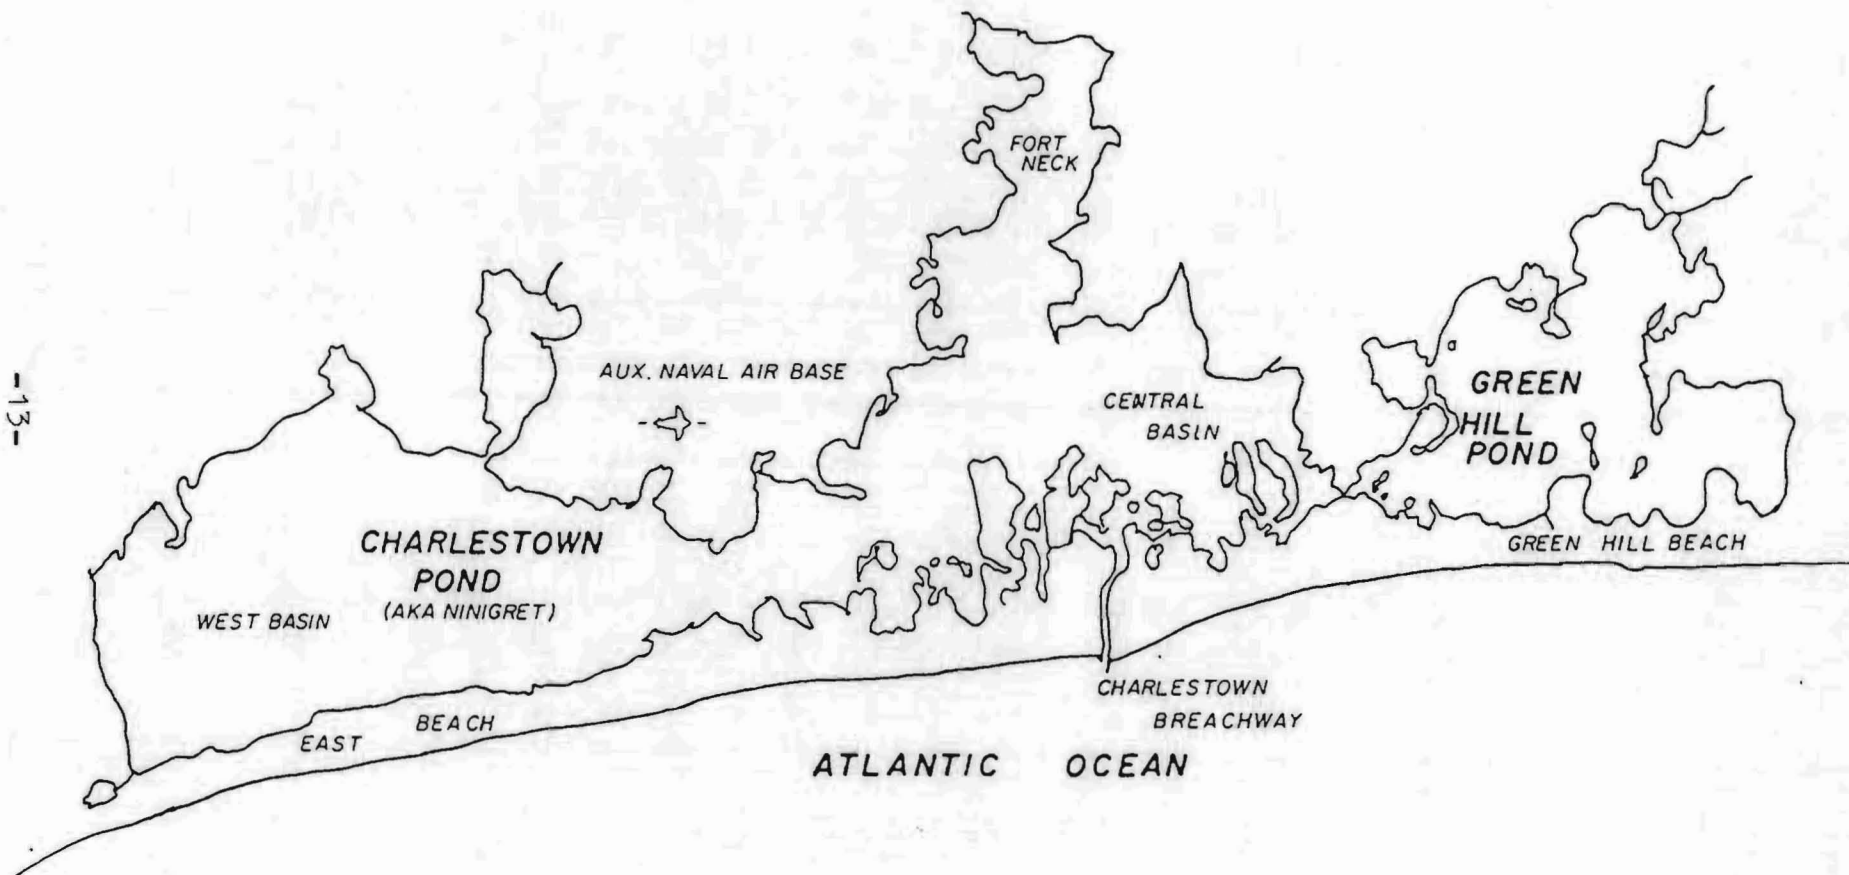 FORT
NECK
AUX. NAVAL AIR BASE
CENTRAL
BASIN
GREEN
HILL
POND
-13-
CHARLESTOWN
POND
(AKA NINIGRET)
WEST BASIN
GREEN HILL BEACH
EAST BEACH
CHARLESTOWN
BREACHWAY
ATLANTIC OCEAN